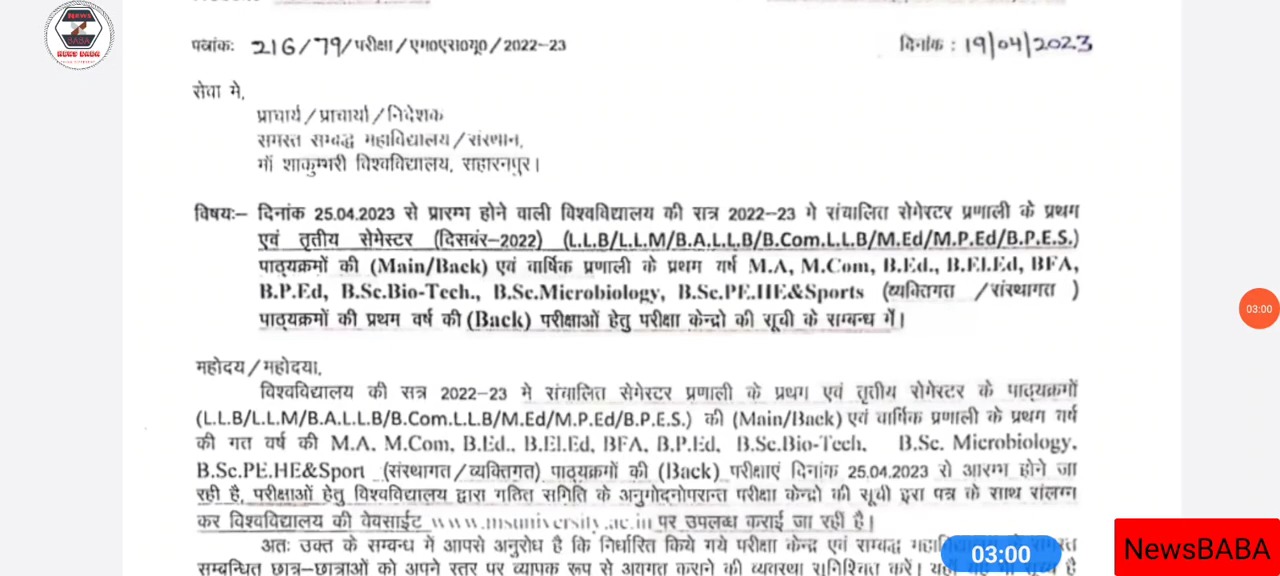 NEWS
BABA
NEWS BABA
पत्रांकः 216/79/परीक्षा/एम०एस०यू०/2022-23
दिनांक : 19/04/2023
सेवा में,
प्राचार्य/प्राचार्या/निदेशक
समस्त सम्बद्ध महाविद्यालय/संस्थान,
माँ शाकुम्भरी विश्वविद्यालय, सहारनपुर।
विषयः– दिनांक 25.04.2023 से प्रारम्भ होने वाली विश्वविद्यालय की सत्र 2022–23 मे संचालित सेमेस्टर प्रणाली के प्रथम
एवं तृतीय सेमेस्टर (दिसबंर–2022) (L.L.B/L.L.M/B.A.L.L.B/B.Com.L.L.B/M.Ed/M.P.Ed/B.P.E.S.)
पाठ्यक्रमों की (Main/Back) एवं वार्षिक प्रणाली के प्रथम वर्ष M.A, M.Com, B.Ed., B.El.Ed, BFA,
B.P.Ed, B.Sc.Bio-Tech., B.Sc.Microbiology, B.Sc.PE.HE&Sports (व्यक्तिगत /संस्थागत )
पाठ्यक्रमों की प्रथम वर्ष की (Back) परीक्षाओं हेतु परीक्षा केन्द्रो की सूची के सम्बन्ध में।
महोदय/महोदया,
विश्वविद्यालय की सत्र 2022–23 मे संचालित सेमेस्टर प्रणाली के प्रथम एवं तृतीय सेमेस्टर के पाठ्यक्रमों
(L.L.B/L.L.M/B.A.L.L.B/B.Com.L.L.B/M.Ed/M.P.Ed/B.P.E.S.) की (Main/Back) एवं वार्षिक प्रणाली के प्रथम वर्ष
की गत वर्ष की M.A, M.Com, B.Ed., B.El.Ed, BFA, B.P.Ed, B.Sc.Bio-Tech, B.Sc. Microbiology,
B.Sc.PE.HE&Sport (संस्थागत/व्यक्तिगत) पाठ्यक्रमों की (Back) परीक्षाएं दिनांक 25.04.2023 से आरम्भ होने जा
रही है, परीक्षाओं हेतु विश्वविद्यालय द्वारा गठित समिति के अनुमोदनोपरान्त परीक्षा केन्द्रो की सूची इस पत्र के साथ संलग्न
कर विश्वविद्यालय की वेवसाईट www.msuniversity.ac.in पर उपलब्ध कराई जा रहीं है।
अतः उक्त के सम्बन्ध में आपसे अनुरोध है कि निर्धारित किये गये परीक्षा केन्द्र एवं सम्बद्ध
सम्बन्धित छात्र–छात्राओं को अपने स्तर पर व्यापक रूप से अवगत कराने की व्यवस्था सुनिश्चित करें।
03:00
03:00
NewsBABA